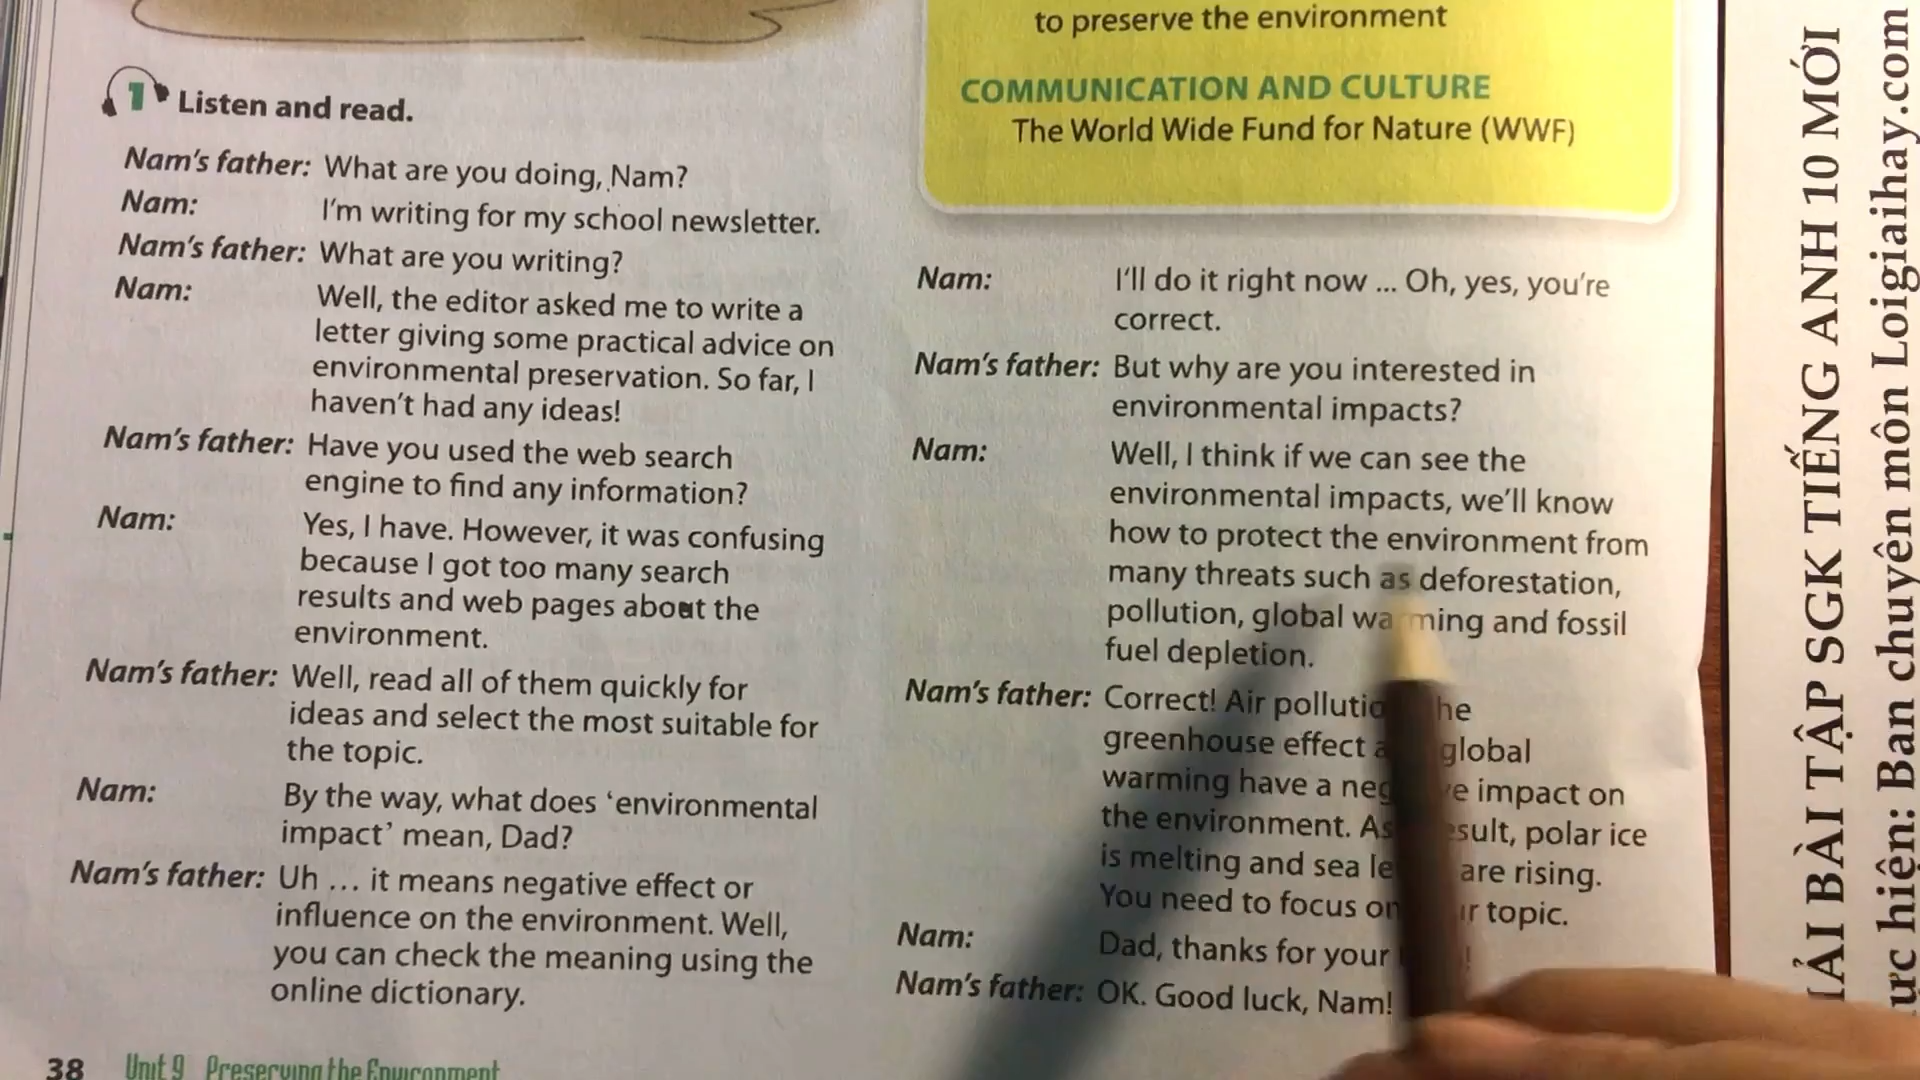 to preserve the environment
COMMUNICATION AND CULTURE
The World Wide Fund for Nature (WWF)
1 Listen and read.
Nam's father: What are you doing, Nam?
Nam: I'm writing for my school newsletter.
Nam's father: What are you writing?
Nam: Well, the editor asked me to write a
letter giving some practical advice on
environmental preservation. So far, I
haven't had any ideas!
Nam's father: Have you used the web search
engine to find any information?
Nam: Yes, I have. However, it was confusing
because I got too many search
results and web pages about the
environment.
Nam's father: Well, read all of them quickly for
ideas and select the most suitable for
the topic.
Nam: By the way, what does 'environmental
impact' mean, Dad?
Nam's father: Uh ... it means negative effect or
influence on the environment. Well,
you can check the meaning using the
online dictionary.
Nam: I'll do it right now ... Oh, yes, you're
correct.
Nam's father: But why are you interested in
environmental impacts?
Nam: Well, I think if we can see the
environmental impacts, we'll know
how to protect the environment from
many threats such as deforestation,
pollution, global warming and fossil
fuel depletion.
Nam's father: Correct! Air
greenhouse effect global
warming have a impact on
the environment. polar ice
is melting and sea are rising.
You need to focus on topic.
Nam: Dad, thanks for your
Nam's father: OK. Good luck, Nam!
38 Unit 9 Preserving the Environment
BÀI TẬP SGK TIẾNG ANH 10 MỚI
hiện: Ban chuyên môn Loigiaihay.com